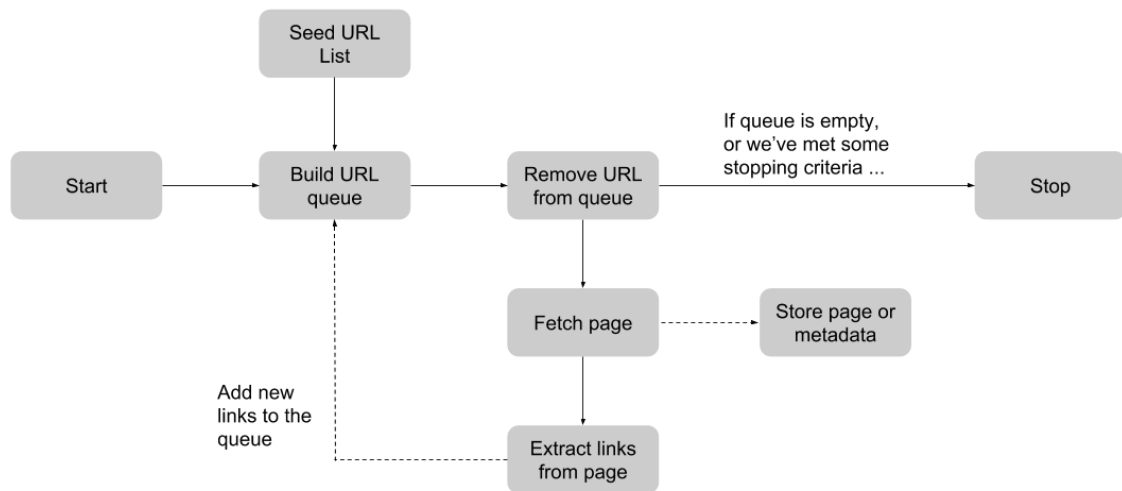 Seed URL
List
If queue is empty,
or we've met some
stopping criteria ...
Start
Build URL
queue
Remove URL
from queue
Stop
Fetch page
Store page or
metadata
Add new
links to the
queue
Extract links
from page